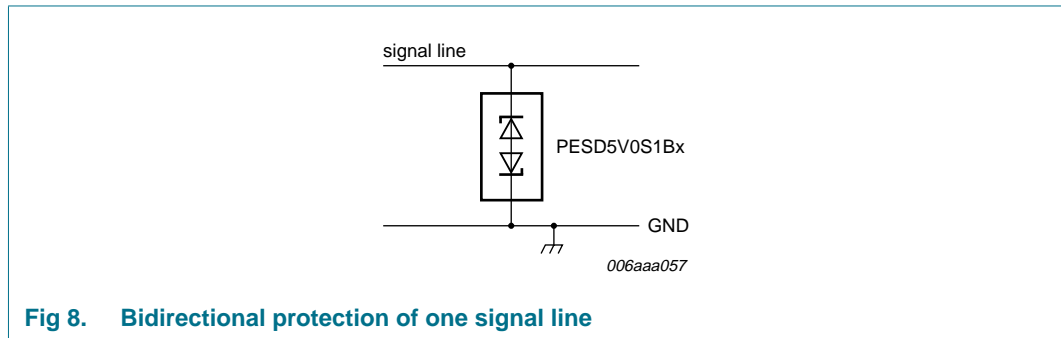 signal line
PESD5V0S1Bx
GND
006aaa057
Fig 8. Bidirectional protection of one signal line